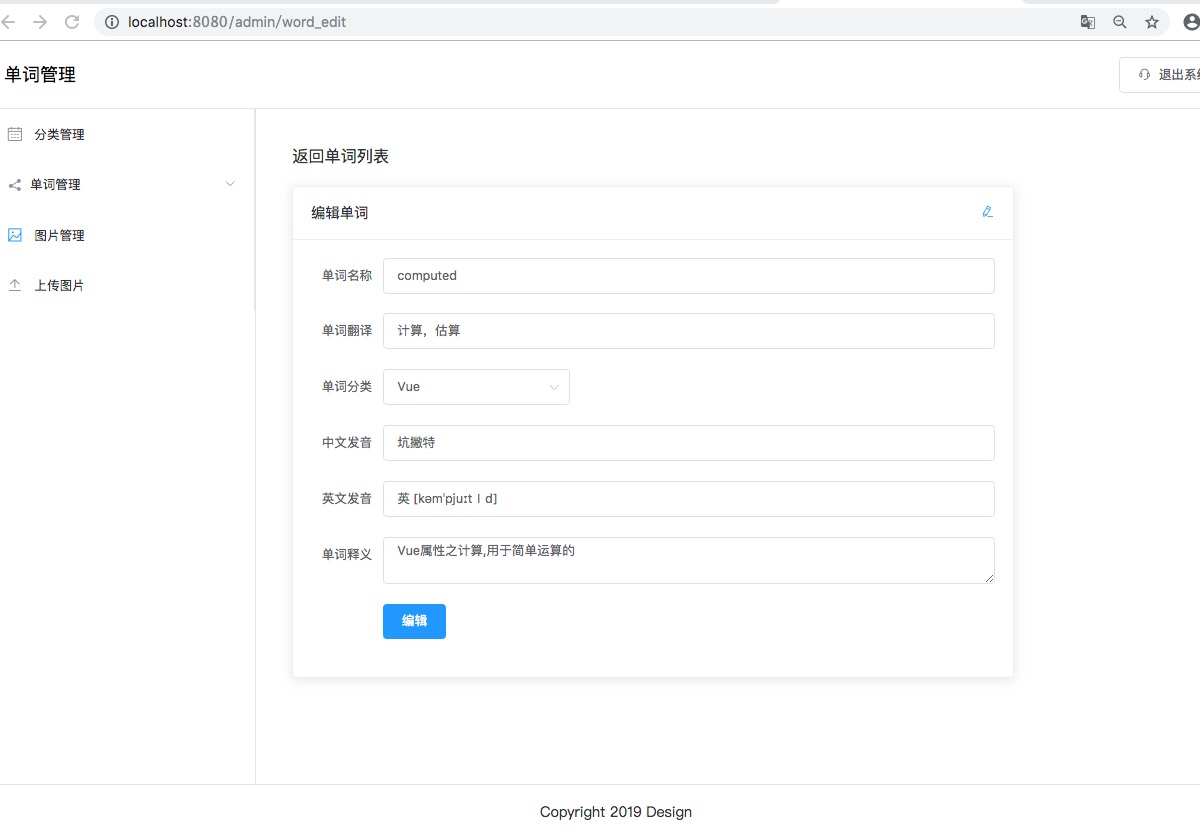 localhost:8080/admin/word_edit
单词管理
退出系统
分类管理
单词管理
图片管理
上传图片
返回单词列表
编辑单词
单词名称 computed
单词翻译 计算，估算
单词分类 Vue
中文发音 坑撇特
英文发音 英 [kəmˈpjuːtɪd]
单词释义 Vue属性之计算,用于简单运算的
编辑
Copyright 2019 Design